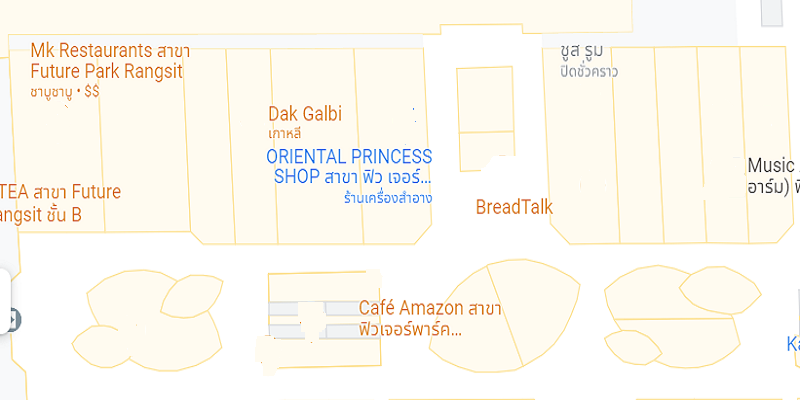 Mk Restaurants สาขา
Future Park Rangsit
ชาบูชาบู • $$
ชูส์ รูม
ปิดชั่วคราว
Dak Galbi
เกาหลี
ORIENTAL PRINCESS
SHOP สาขา ฟิว เจอร์...
ร้านเครื่องสำอาง
Music
อาร์ม)
TEA สาขา Future
angsit ชั้น B
BreadTalk
Café Amazon สาขา
ฟิวเจอร์พาร์ค...